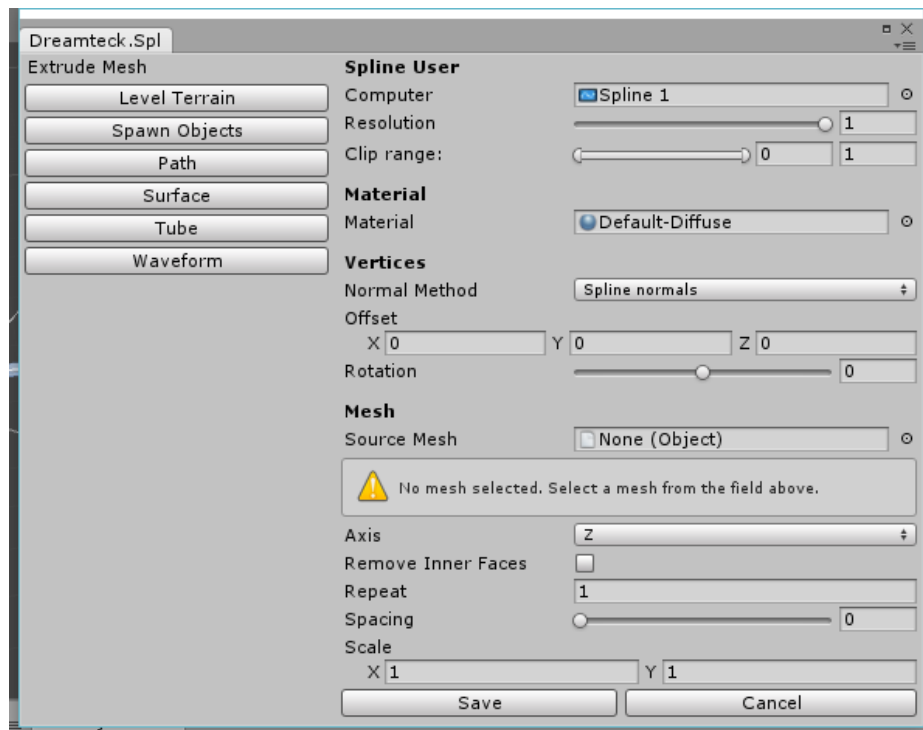 Dreamteck.Spl
Extrude Mesh
Level Terrain
Spawn Objects
Path
Surface
Tube
Waveform
Spline User
Computer Spline 1
Resolution 1
Clip range: 0 1
Material
Material Default-Diffuse
Vertices
Normal Method Spline normals
Offset
X 0 Y 0 Z 0
Rotation 0
Mesh
Source Mesh None (Object)
No mesh selected. Select a mesh from the field above.
Axis Z
Remove Inner Faces
Repeat 1
Spacing 0
Scale
X 1 Y 1
Save Cancel